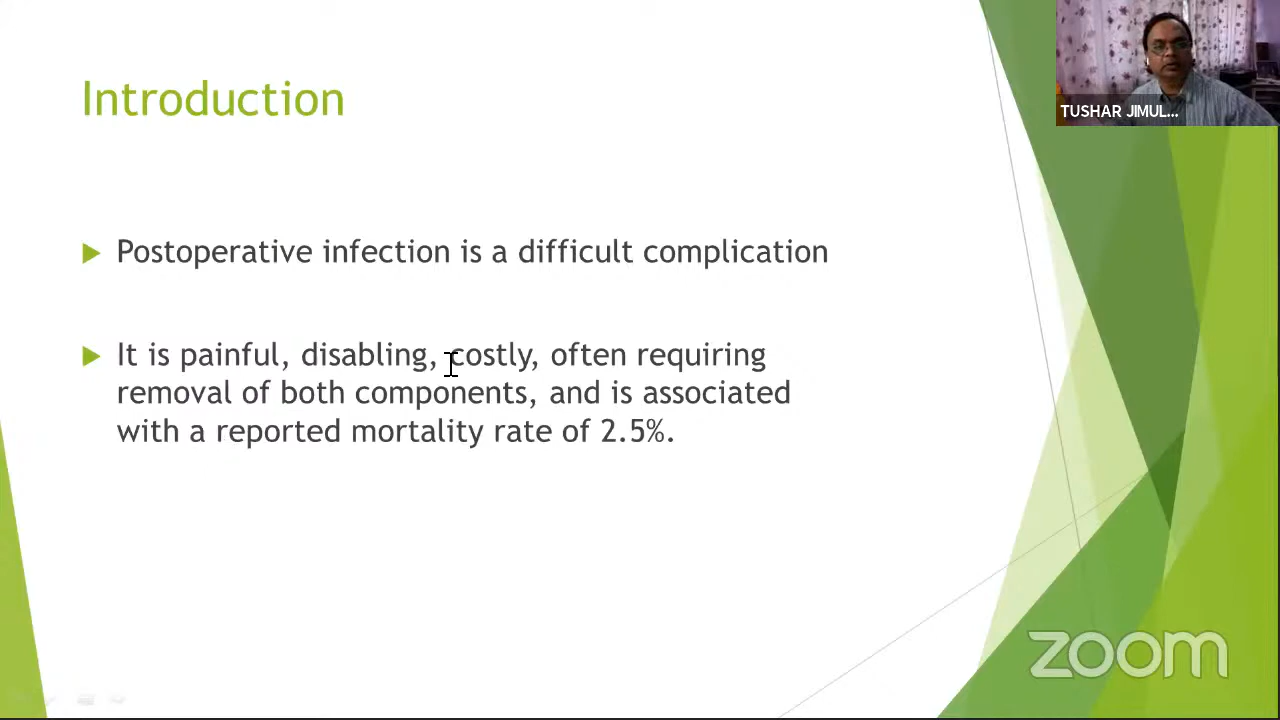 Introduction
TUSHAR JIMUL...
Postoperative infection is a difficult complication
It is painful, disabling, costly, often requiring
removal of both components, and is associated
with a reported mortality rate of 2.5%.
zoom